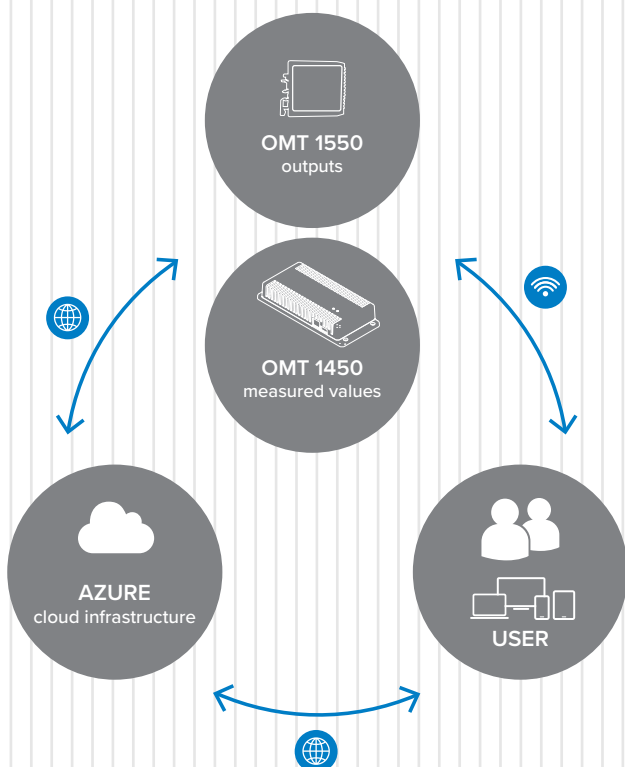 OMT 1550
outputs
OMT 1450
measured values
AZURE
cloud infrastructure
USER